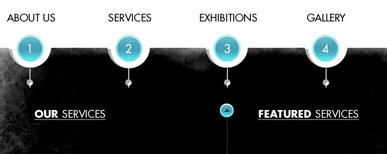 ABOUT US SERVICES EXHIBITIONS GALLERY
1 2 3 4
OUR SERVICES FEATURED SERVICES